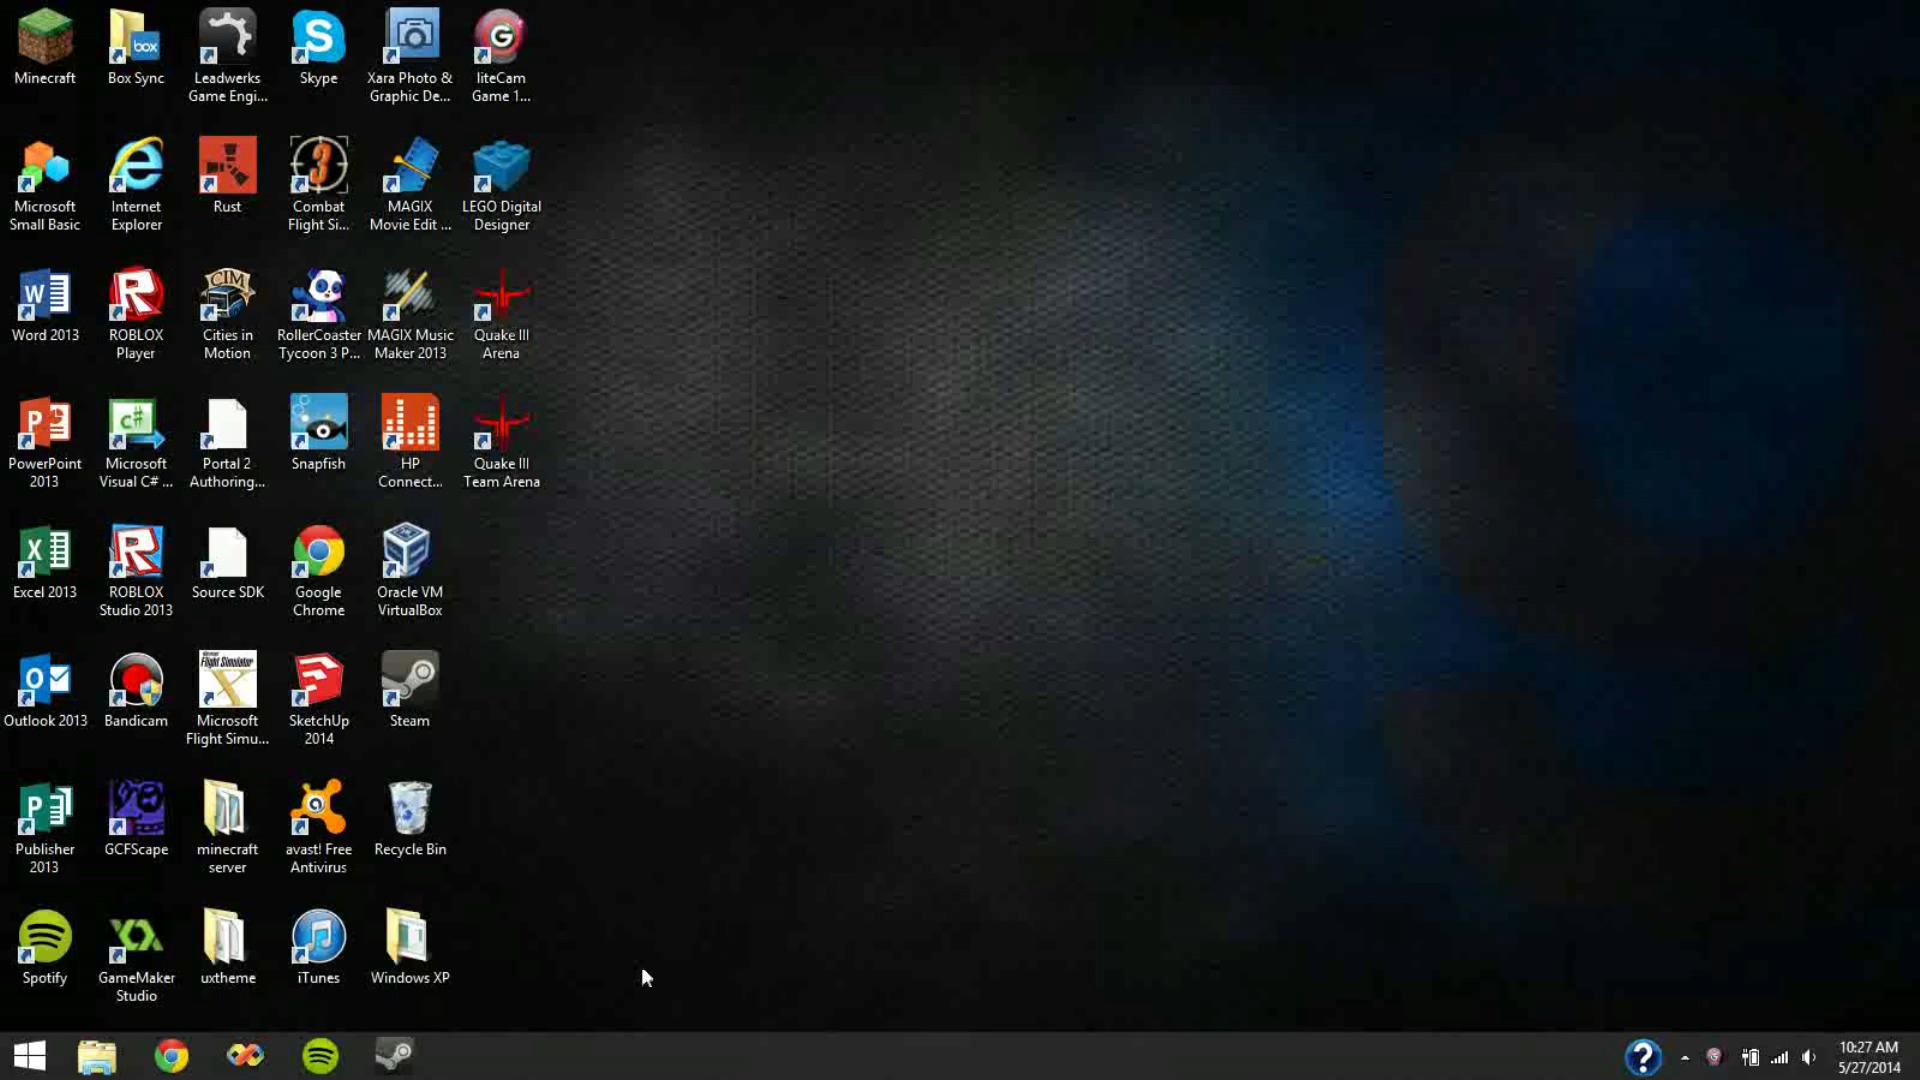 Minecraft
Box Sync
Leadwerks
Game Engi...
Skype
Xara Photo &
Graphic De...
liteCam
Game 1...
Microsoft
Small Basic
Internet
Explorer
Rust
Combat
Flight Si...
MAGIX
Movie Edit ...
LEGO Digital
Designer
Word 2013
ROBLOX
Player
Cities in
Motion
RollerCoaster
Tycoon 3 P...
MAGIX Music
Maker 2013
Quake III
Arena
PowerPoint
2013
Microsoft
Visual C# ...
Portal 2
Authoring...
Snapfish
HP
Connect...
Quake III
Team Arena
Excel 2013
ROBLOX
Studio 2013
Source SDK
Google
Chrome
Oracle VM
VirtualBox
Outlook 2013
Bandicam
Microsoft
Flight Simu...
SketchUp
2014
Steam
Publisher
2013
GCFScape
minecraft
server
avast! Free
Antivirus
Recycle Bin
Spotify
GameMaker
Studio
uxtheme
iTunes
Windows XP
10:27 AM
5/27/2014